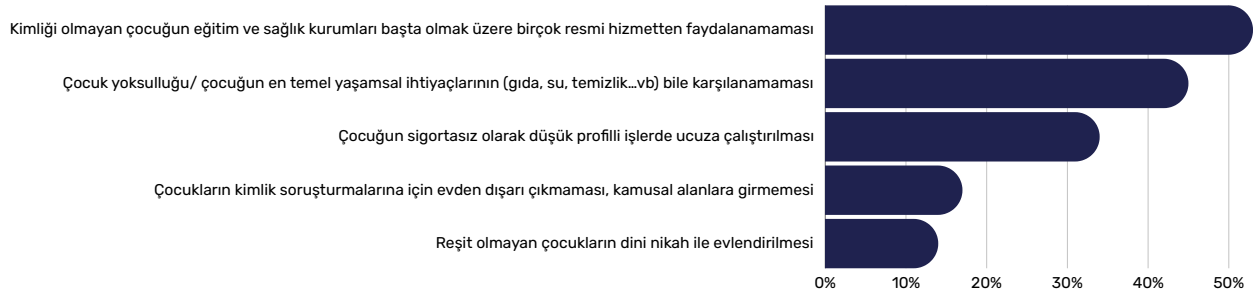 Kimliği olmayan çocuğun eğitim ve sağlık kurumları başta olmak üzere birçok resmi hizmetten faydalanamaması
Çocuk yoksulluğu/ çocuğun en temel yaşamsal ihtiyaçlarının (gıda, su, temizlik...vb) bile karşılanamaması
Çocuğun sigortasız olarak düşük profilli işlerde ucuza çalıştırılması
Çocukların kimlik soruşturmalarına için evden dışarı çıkmaması, kamusal alanlara girmemesi
Reşit olmayan çocukların dini nikah ile evlendirilmesi
0% 10% 20% 30% 40% 50%